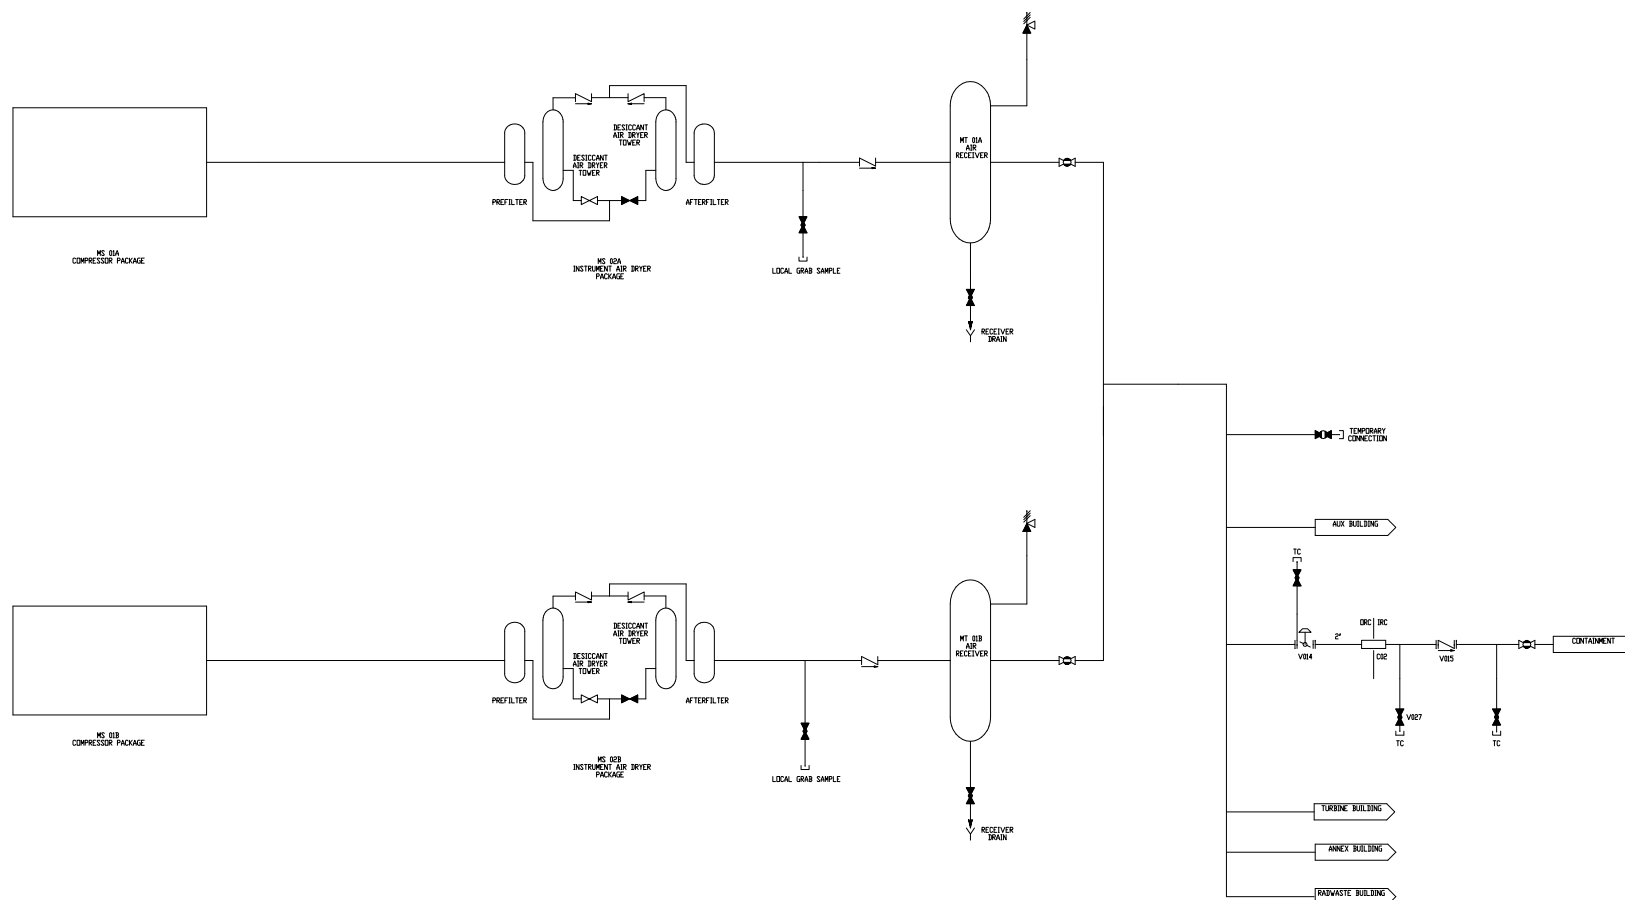 DESICCANT
AIR DRYER
TOWER
DESICCANT
AIR DRYER
TOWER
MT 01A
AIR
RECEIVER
PREFILTER
AFTERFILTER
MS 01A
COMPRESSOR PACKAGE
MS 02A
INSTRUMENT AIR DRYER
PACKAGE
LOCAL GRAB SAMPLE
RECEIVER
DRAIN
TEMPORARY
CONNECTION
AUX BUILDING
TC
DESICCANT
AIR DRYER
TOWER
DESICCANT
AIR DRYER
TOWER
MT 01B
AIR
RECEIVER
ORC IRC
2"
V014
C02
V015
CONTAINMENT
PREFILTER
AFTERFILTER
V027
TC
TC
MS 01B
COMPRESSOR PACKAGE
MS 02B
INSTRUMENT AIR DRYER
PACKAGE
LOCAL GRAB SAMPLE
RECEIVER
DRAIN
TURBINE BUILDING
ANNEX BUILDING
RADWASTE BUILDING